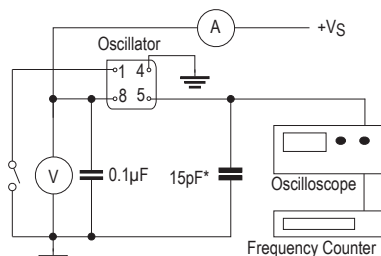 A
+VS
Oscillator
1 4
8 5
V
0.1µF
15pF*
Oscilloscope
Frequency Counter